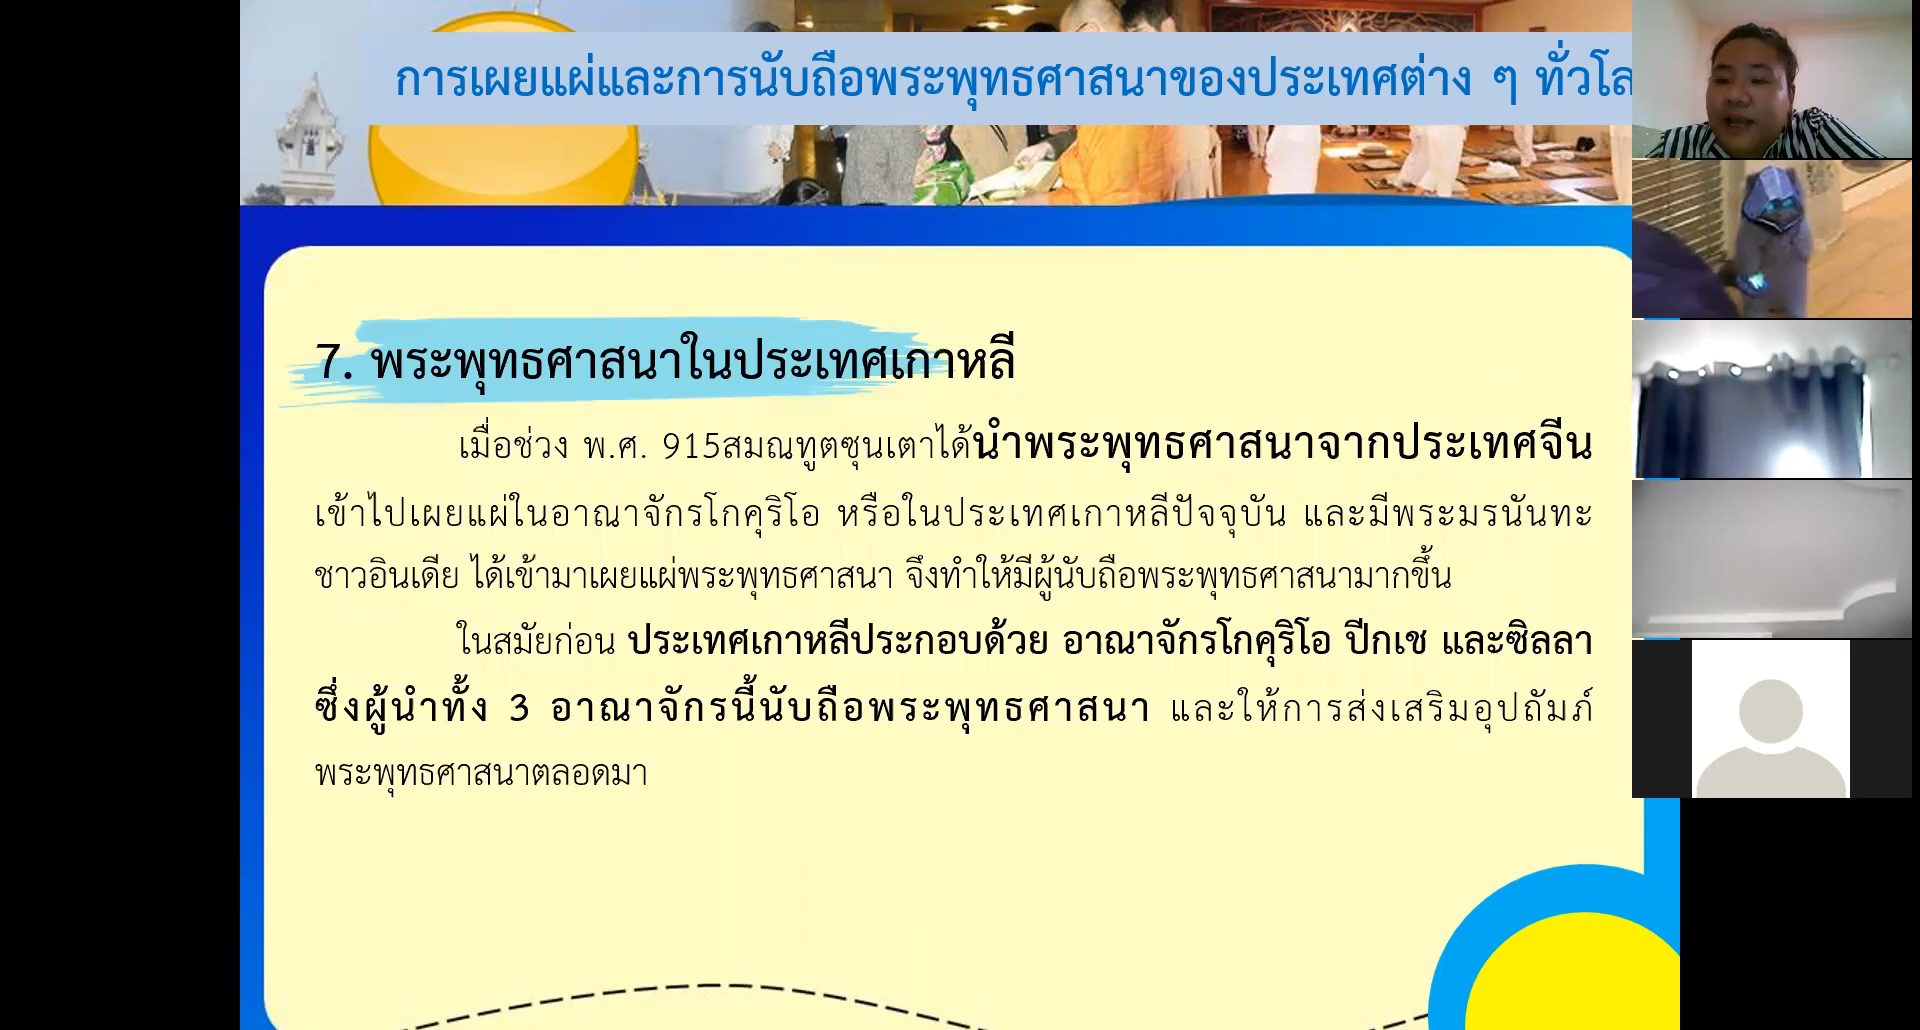 การเผยแผ่และการนับถือพระพุทธศาสนาของประเทศต่าง ๆ ทั่วโล
7. พระพุทธศาสนาในประเทศเกาหลี
เมื่อช่วง พ.ศ. 915สมณทูตซุนเตาได้นำพระพุทธศาสนาจากประเทศจีน
เข้าไปเผยแผ่ในอาณาจักรโกคุริโอ หรือในประเทศเกาหลีปัจจุบัน และมีพระมรนันทะ
ชาวอินเดีย ได้เข้ามาเผยแผ่พระพุทธศาสนา จึงทำให้มีผู้นับถือพระพุทธศาสนามากขึ้น
ในสมัยก่อน ประเทศเกาหลีประกอบด้วย อาณาจักรโกคุริโอ ปีกเช และซิลลา
ซึ่งผู้นำทั้ง 3 อาณาจักรนี้นับถือพระพุทธศาสนา และให้การส่งเสริมอุปถัมภ์
พระพุทธศาสนาตลอดมา